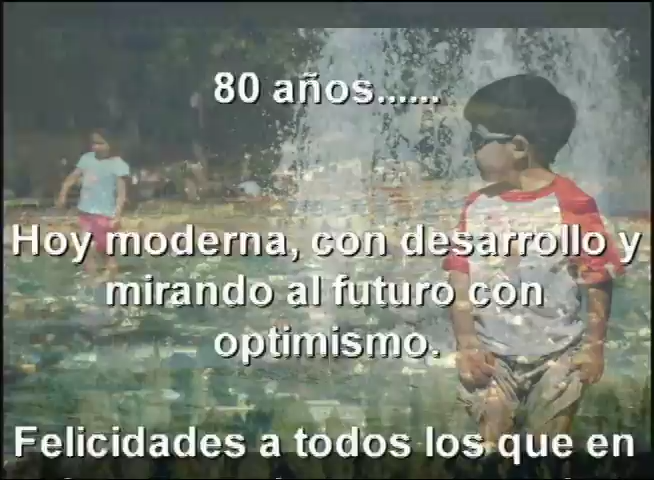 80 años......
Hoy moderna, con desarrollo y
mirando al futuro con
optimismo.
Felicidades a todos los que en